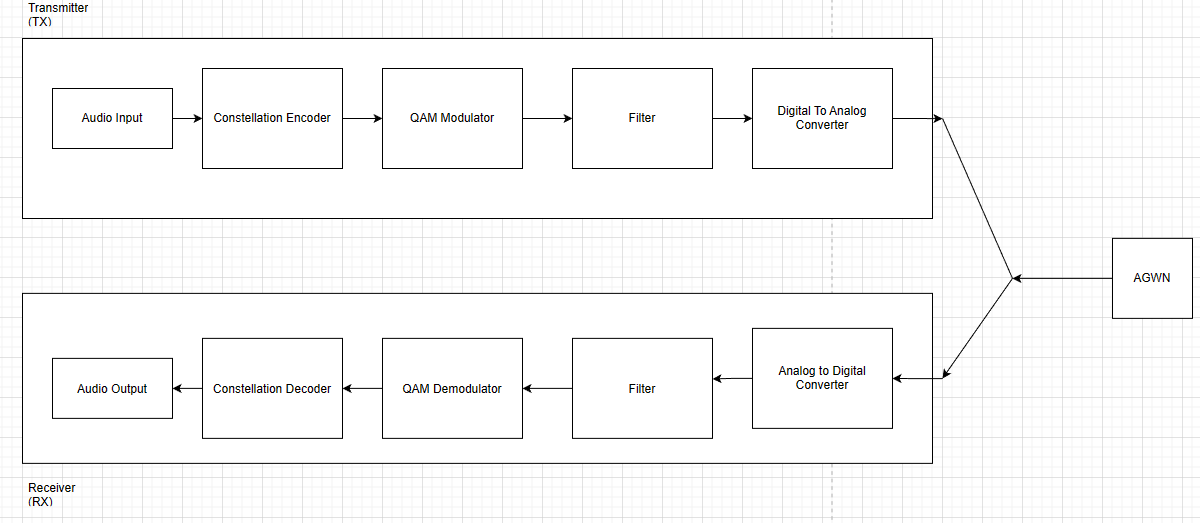 Transmitter
(TX)
Audio Input
Constellation Encoder
QAM Modulator
Filter
Digital To Analog
Converter
AGWN
Audio Output
Constellation Decoder
QAM Demodulator
Filter
Analog to Digital
Converter
Receiver
(RX)